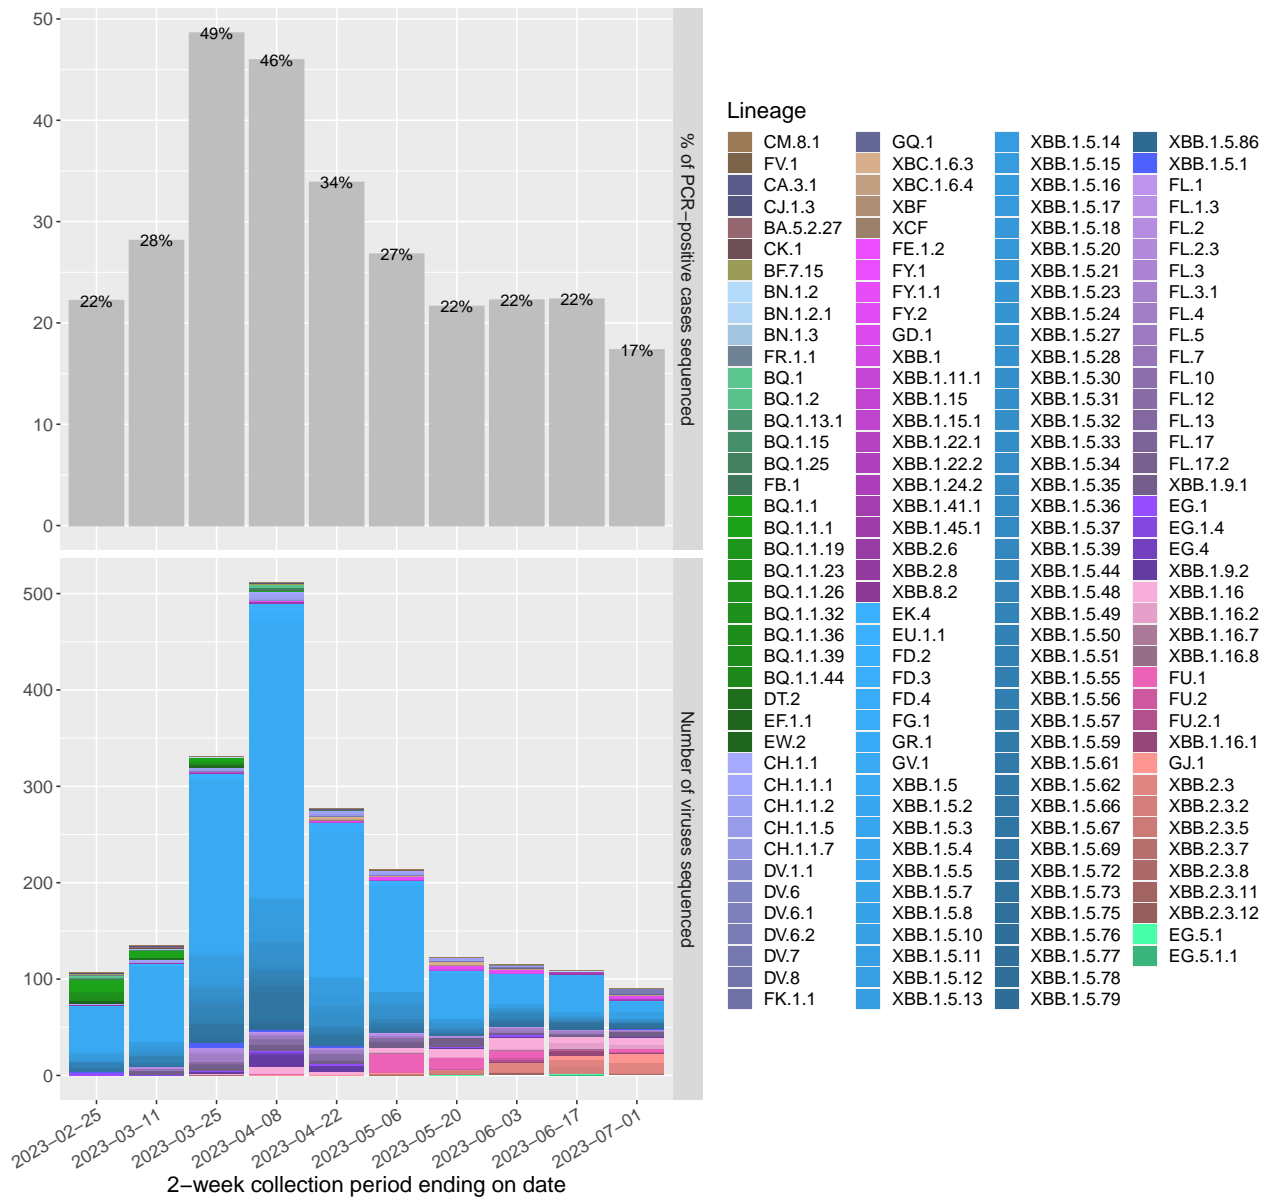 50
40
30
20
10
0
49%
46%
34%
28%
27%
22%
22%
22%
22%
17%
% of PCR−positive cases sequenced
500
400
300
200
100
0
Number of viruses sequenced
2023−02−25
2023−03−11
2023−03−25
2023−04−08
2023−04−22
2023−05−06
2023−05−20
2023−06−03
2023−06−17
2023−07−01
2−week collection period ending on date
Lineage
CM.8.1
FV.1
CA.3.1
CJ.1.3
BA.5.2.27
CK.1
BF.7.15
BN.1.2
BN.1.2.1
BN.1.3
FR.1.1
BQ.1
BQ.1.2
BQ.1.13.1
BQ.1.15
BQ.1.25
FB.1
BQ.1.1
BQ.1.1.1
BQ.1.1.19
BQ.1.1.23
BQ.1.1.26
BQ.1.1.32
BQ.1.1.36
BQ.1.1.39
BQ.1.1.44
DT.2
EF.1.1
EW.2
CH.1.1
CH.1.1.1
CH.1.1.2
CH.1.1.5
CH.1.1.7
DV.1.1
DV.6
DV.6.1
DV.6.2
DV.7
DV.8
FK.1.1
GQ.1
XBC.1.6.3
XBC.1.6.4
XBF
XCF
FE.1.2
FY.1
FY.1.1
FY.2
GD.1
XBB.1
XBB.1.11.1
XBB.1.15
XBB.1.15.1
XBB.1.22.1
XBB.1.22.2
XBB.1.24.2
XBB.1.41.1
XBB.1.45.1
XBB.2.6
XBB.2.8
XBB.8.2
EK.4
EU.1.1
FD.2
FD.3
FD.4
FG.1
GR.1
GV.1
XBB.1.5
XBB.1.5.2
XBB.1.5.3
XBB.1.5.4
XBB.1.5.5
XBB.1.5.7
XBB.1.5.8
XBB.1.5.10
XBB.1.5.11
XBB.1.5.12
XBB.1.5.13
XBB.1.5.14
XBB.1.5.15
XBB.1.5.16
XBB.1.5.17
XBB.1.5.18
XBB.1.5.20
XBB.1.5.21
XBB.1.5.23
XBB.1.5.24
XBB.1.5.27
XBB.1.5.28
XBB.1.5.30
XBB.1.5.31
XBB.1.5.32
XBB.1.5.33
XBB.1.5.34
XBB.1.5.35
XBB.1.5.36
XBB.1.5.37
XBB.1.5.39
XBB.1.5.44
XBB.1.5.48
XBB.1.5.49
XBB.1.5.50
XBB.1.5.51
XBB.1.5.55
XBB.1.5.56
XBB.1.5.57
XBB.1.5.59
XBB.1.5.61
XBB.1.5.62
XBB.1.5.66
XBB.1.5.67
XBB.1.5.69
XBB.1.5.72
XBB.1.5.73
XBB.1.5.75
XBB.1.5.76
XBB.1.5.77
XBB.1.5.78
XBB.1.5.79
XBB.1.5.86
XBB.1.5.1
FL.1
FL.1.3
FL.2
FL.2.3
FL.3
FL.3.1
FL.4
FL.5
FL.7
FL.10
FL.12
FL.13
FL.17
FL.17.2
XBB.1.9.1
EG.1
EG.1.4
EG.4
XBB.1.9.2
XBB.1.16
XBB.1.16.2
XBB.1.16.7
XBB.1.16.8
FU.1
FU.2
FU.2.1
XBB.1.16.1
GJ.1
XBB.2.3
XBB.2.3.2
XBB.2.3.5
XBB.2.3.7
XBB.2.3.8
XBB.2.3.11
XBB.2.3.12
EG.5.1
EG.5.1.1